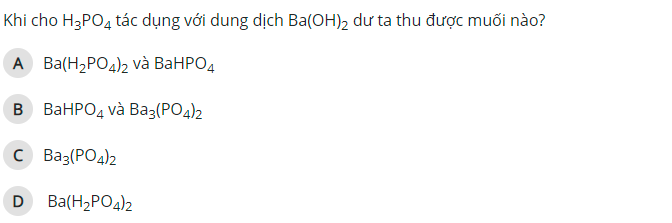 Khi cho H₃PO₄ tác dụng với dung dịch Ba(OH)₂ dư ta thu được muối nào?
A Ba(H₂PO₄)₂ và BaHPO₄
B BaHPO₄ và Ba₃(PO₄)₂
C Ba₃(PO₄)₂
D Ba(H₂PO₄)₂